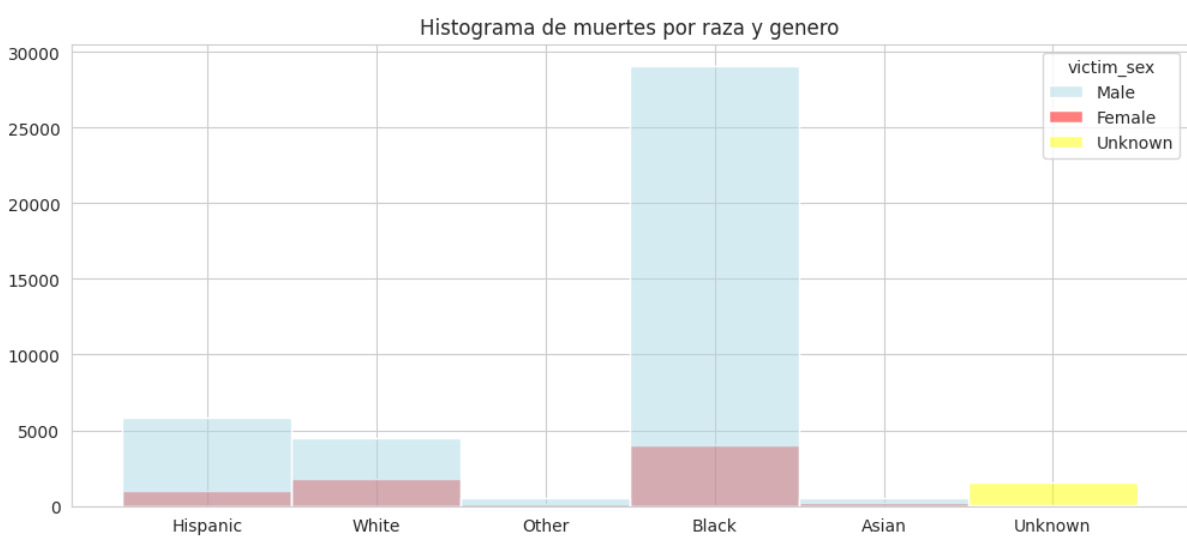 Histograma de muertes por raza y genero
30000
25000
20000
15000
10000
5000
0
victim_sex
Male
Female
Unknown
Hispanic White Other Black Asian Unknown